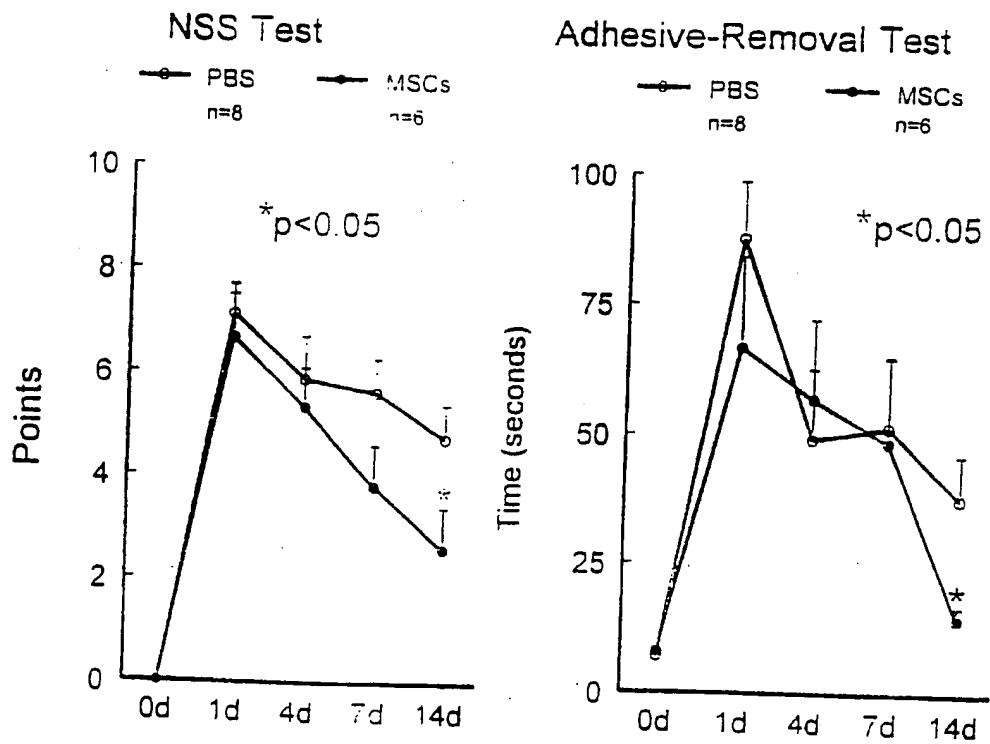 NSS Test
PBS MSCs
n=8 n=6
10
*p<0.05
8
6
4
2
0
Points
*
0d 1d 4d 7d 14d
Adhesive-Removal Test
PBS MSCs
n=8 n=6
100
*p<0.05
75
50
25
0
Time (seconds)
*
0d 1d 4d 7d 14d